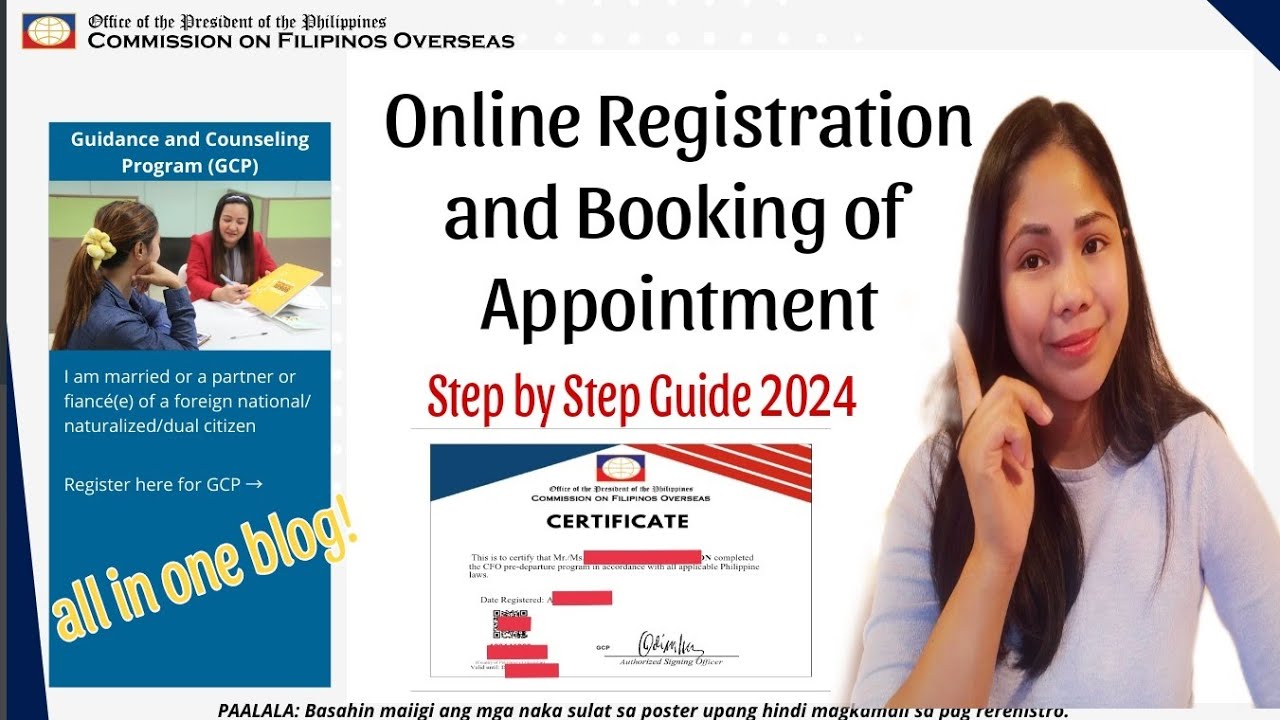 Office of the President of the Philippines
COMMISSION ON FILIPINOS OVERSEAS
Guidance and Counseling
Program (GCP)
I am married or a partner or
fiancé(e) of a foreign national/
naturalized/dual citizen
Register here for GCP →
all in one blog!
Online Registration
and Booking of
Appointment
Step by Step Guide 2024
Office of the President of the Philippines
COMMISSION ON FILIPINOS OVERSEAS
CERTIFICATE
This is to certify that Mr./Ms. ON completed
the CFO pre-departure program in accordance with all applicable Philippine
laws.
Date Registered: A
GCP
Authorized Signing Officer
Valid until:
PAALALA: Basahin maiigi ang mga naka sulat sa poster upang hindi magkamali sa pag rerehistro.